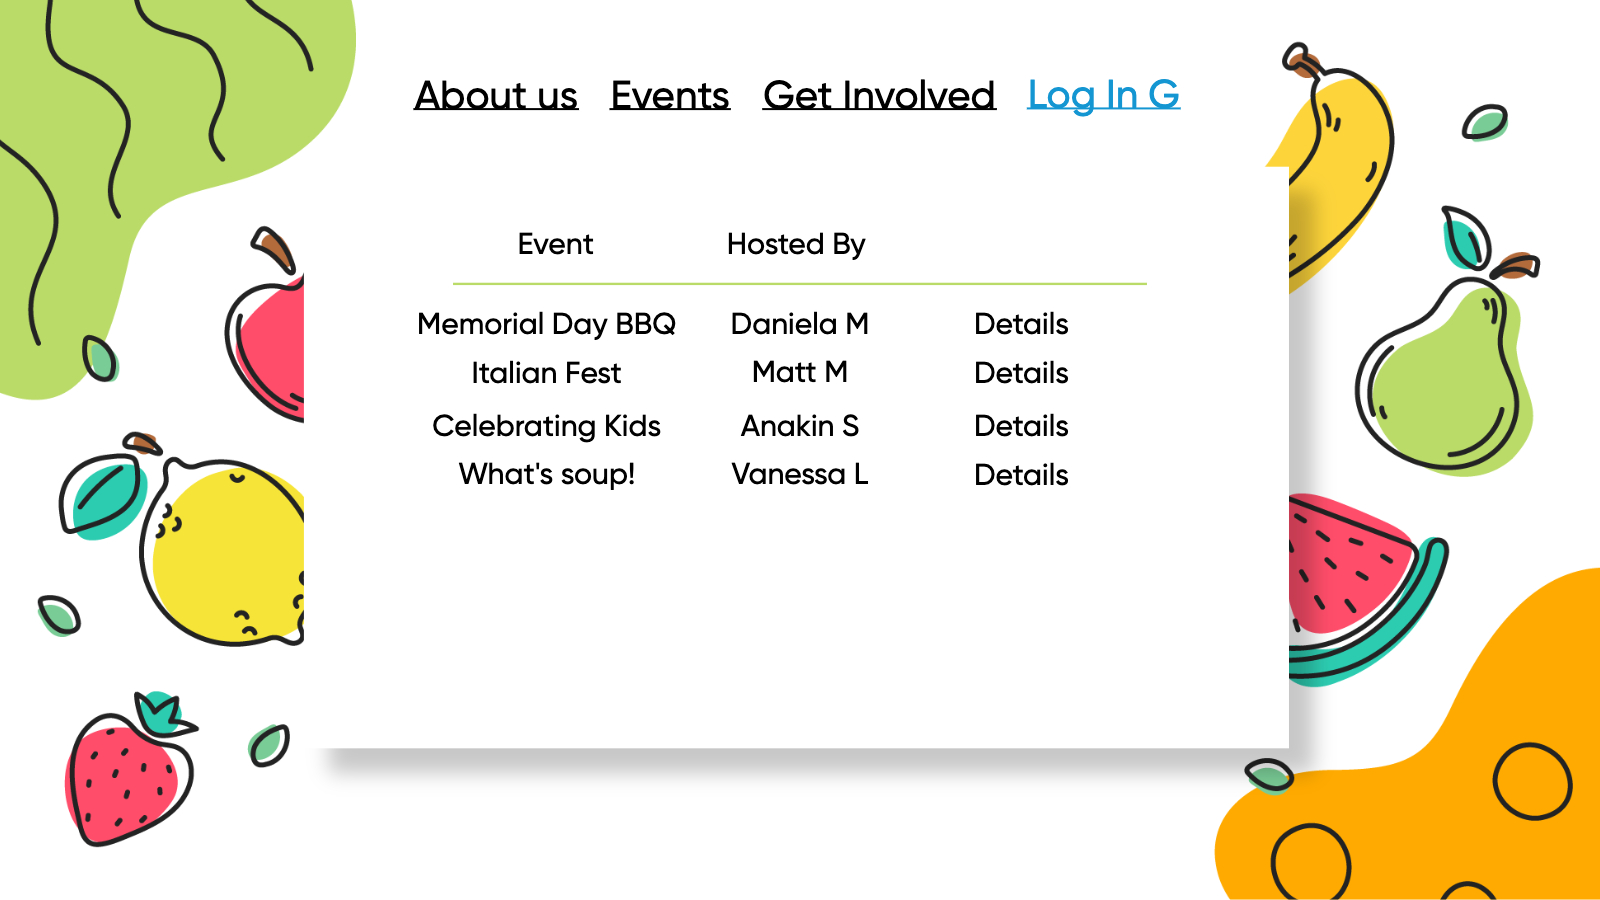 About us Events Get Involved Log In G
Event Hosted By
Memorial Day BBQ Daniela M Details
Italian Fest Matt M Details
Celebrating Kids Anakin S Details
What's soup! Vanessa L Details